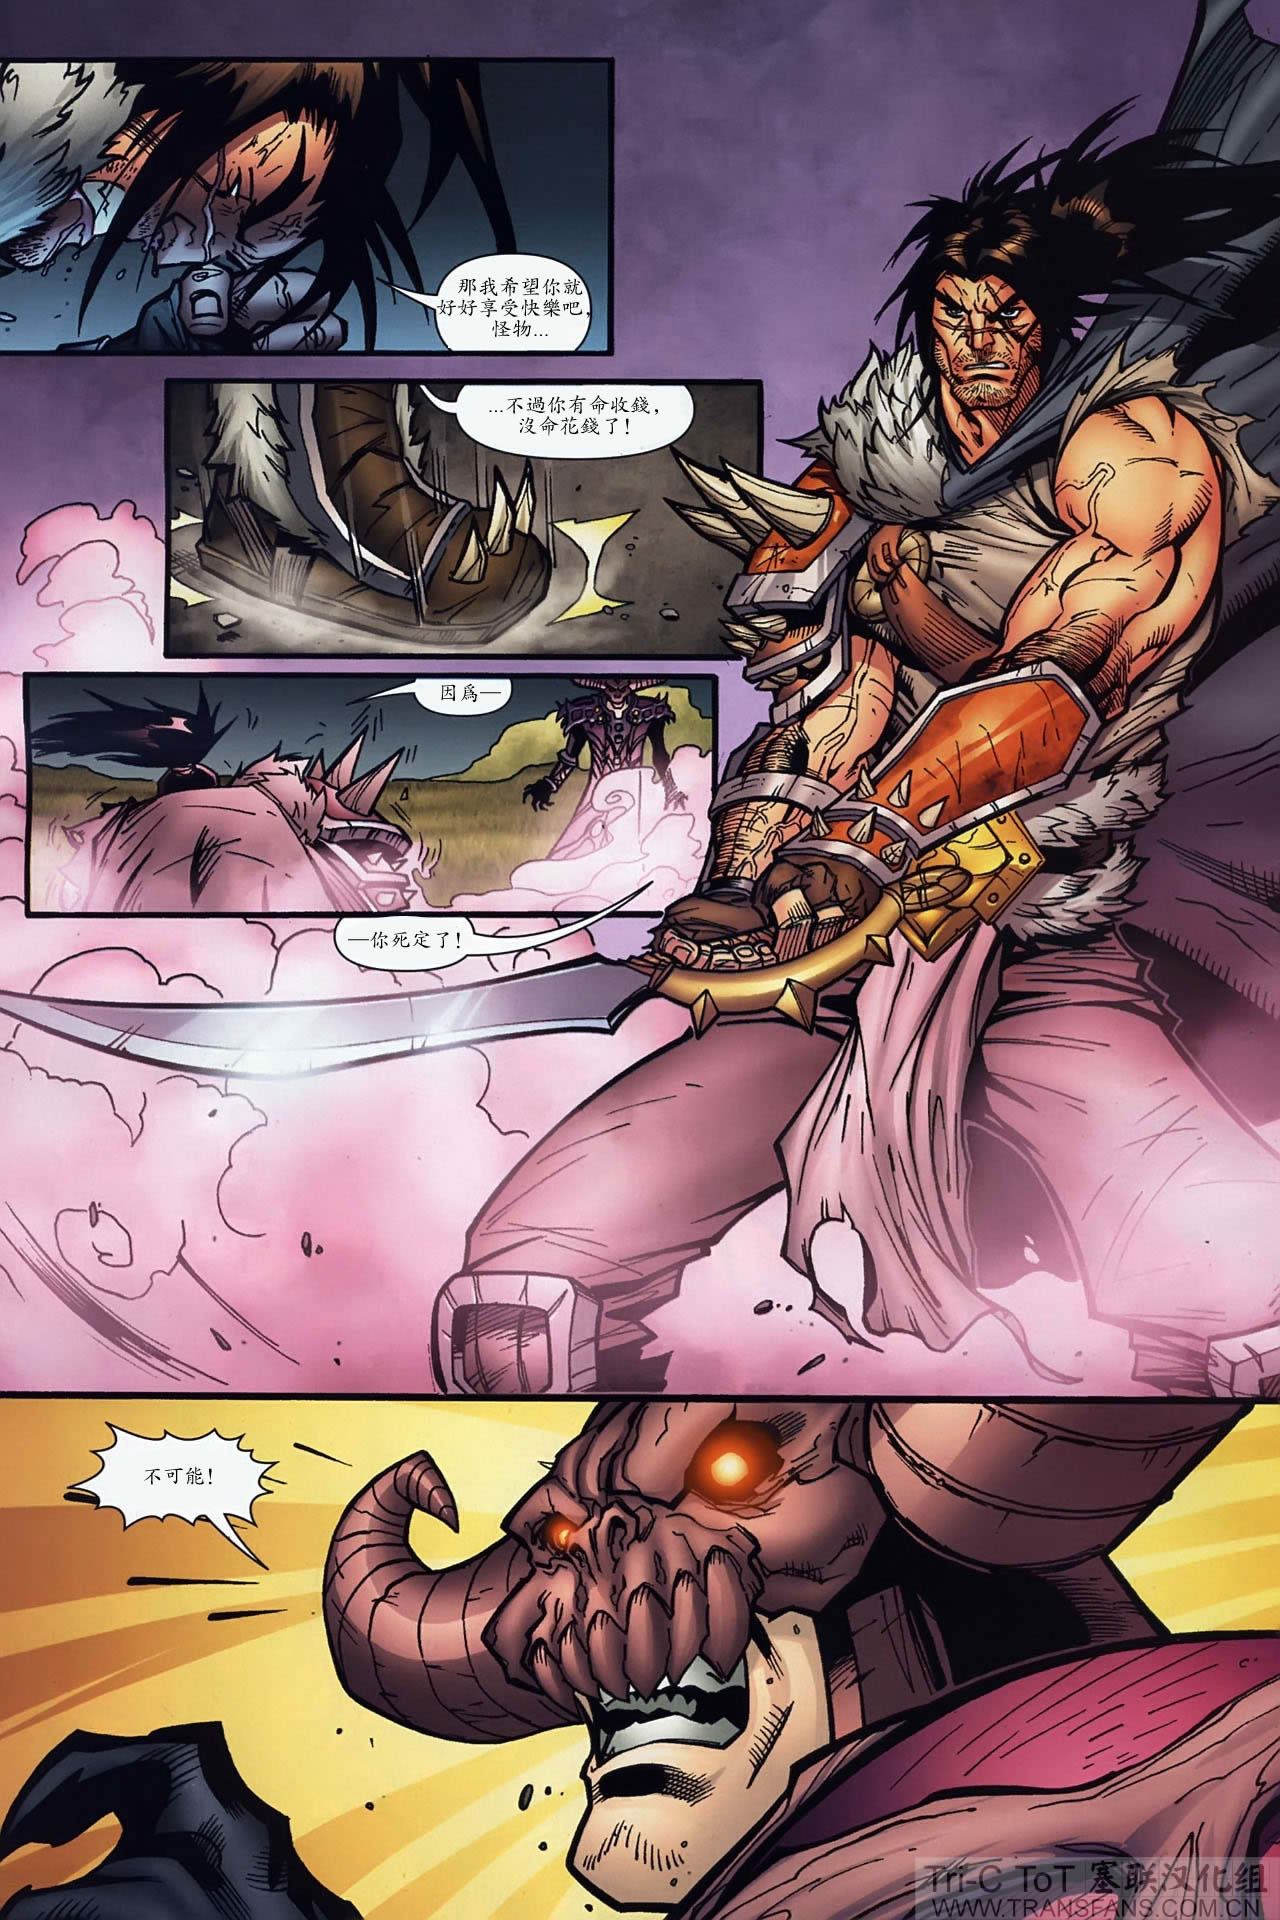 那我希望你就
好好享受快樂吧，
怪物...
...不過你有命收錢，
沒命花錢了！
因爲—
—你死定了！
不可能！
Tri-C ToT 塞联汉化组
WWW.TRANSFANS.COM.CN